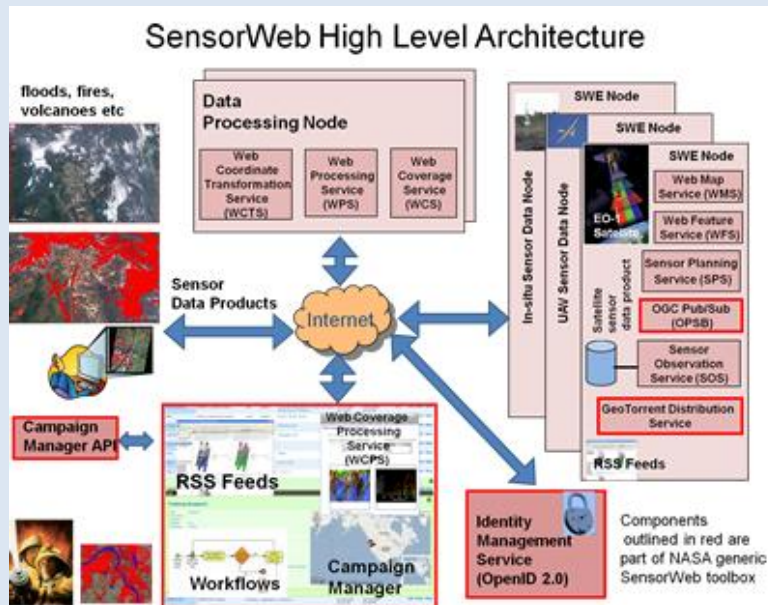 SensorWeb High Level Architecture
floods, fires,
volcanoes etc
Data
Processing Node
Web
Coordinate
Transformation
Service
(WCTS)
Web
Processing
Service
(WPS)
Web
Coverage
Service
(WCS)
SWE Node
In-situ Sensor Data Node
SWE Node
UAV Sensor Data Node
SWE Node
EO-1
Satellite
Web Map
Service (WMS)
Web Feature
Service (WFS)
Sensor Planning
Service (SPS)
Satellite
sensor
data product
OGC Pub/Sub
(OPSB)
Sensor
Observation
Service (SOS)
GeoTorrent Distribution
Service
RSS Feeds
Sensor
Data Products
Internet
Campaign
Manager API
RSS Feeds
Web Coverage
Processing
Service
(WCPS)
Workflows
Campaign
Manager
Identity
Management
Service
(OpenID 2.0)
Components
outlined in red are
part of NASA generic
SensorWeb toolbox